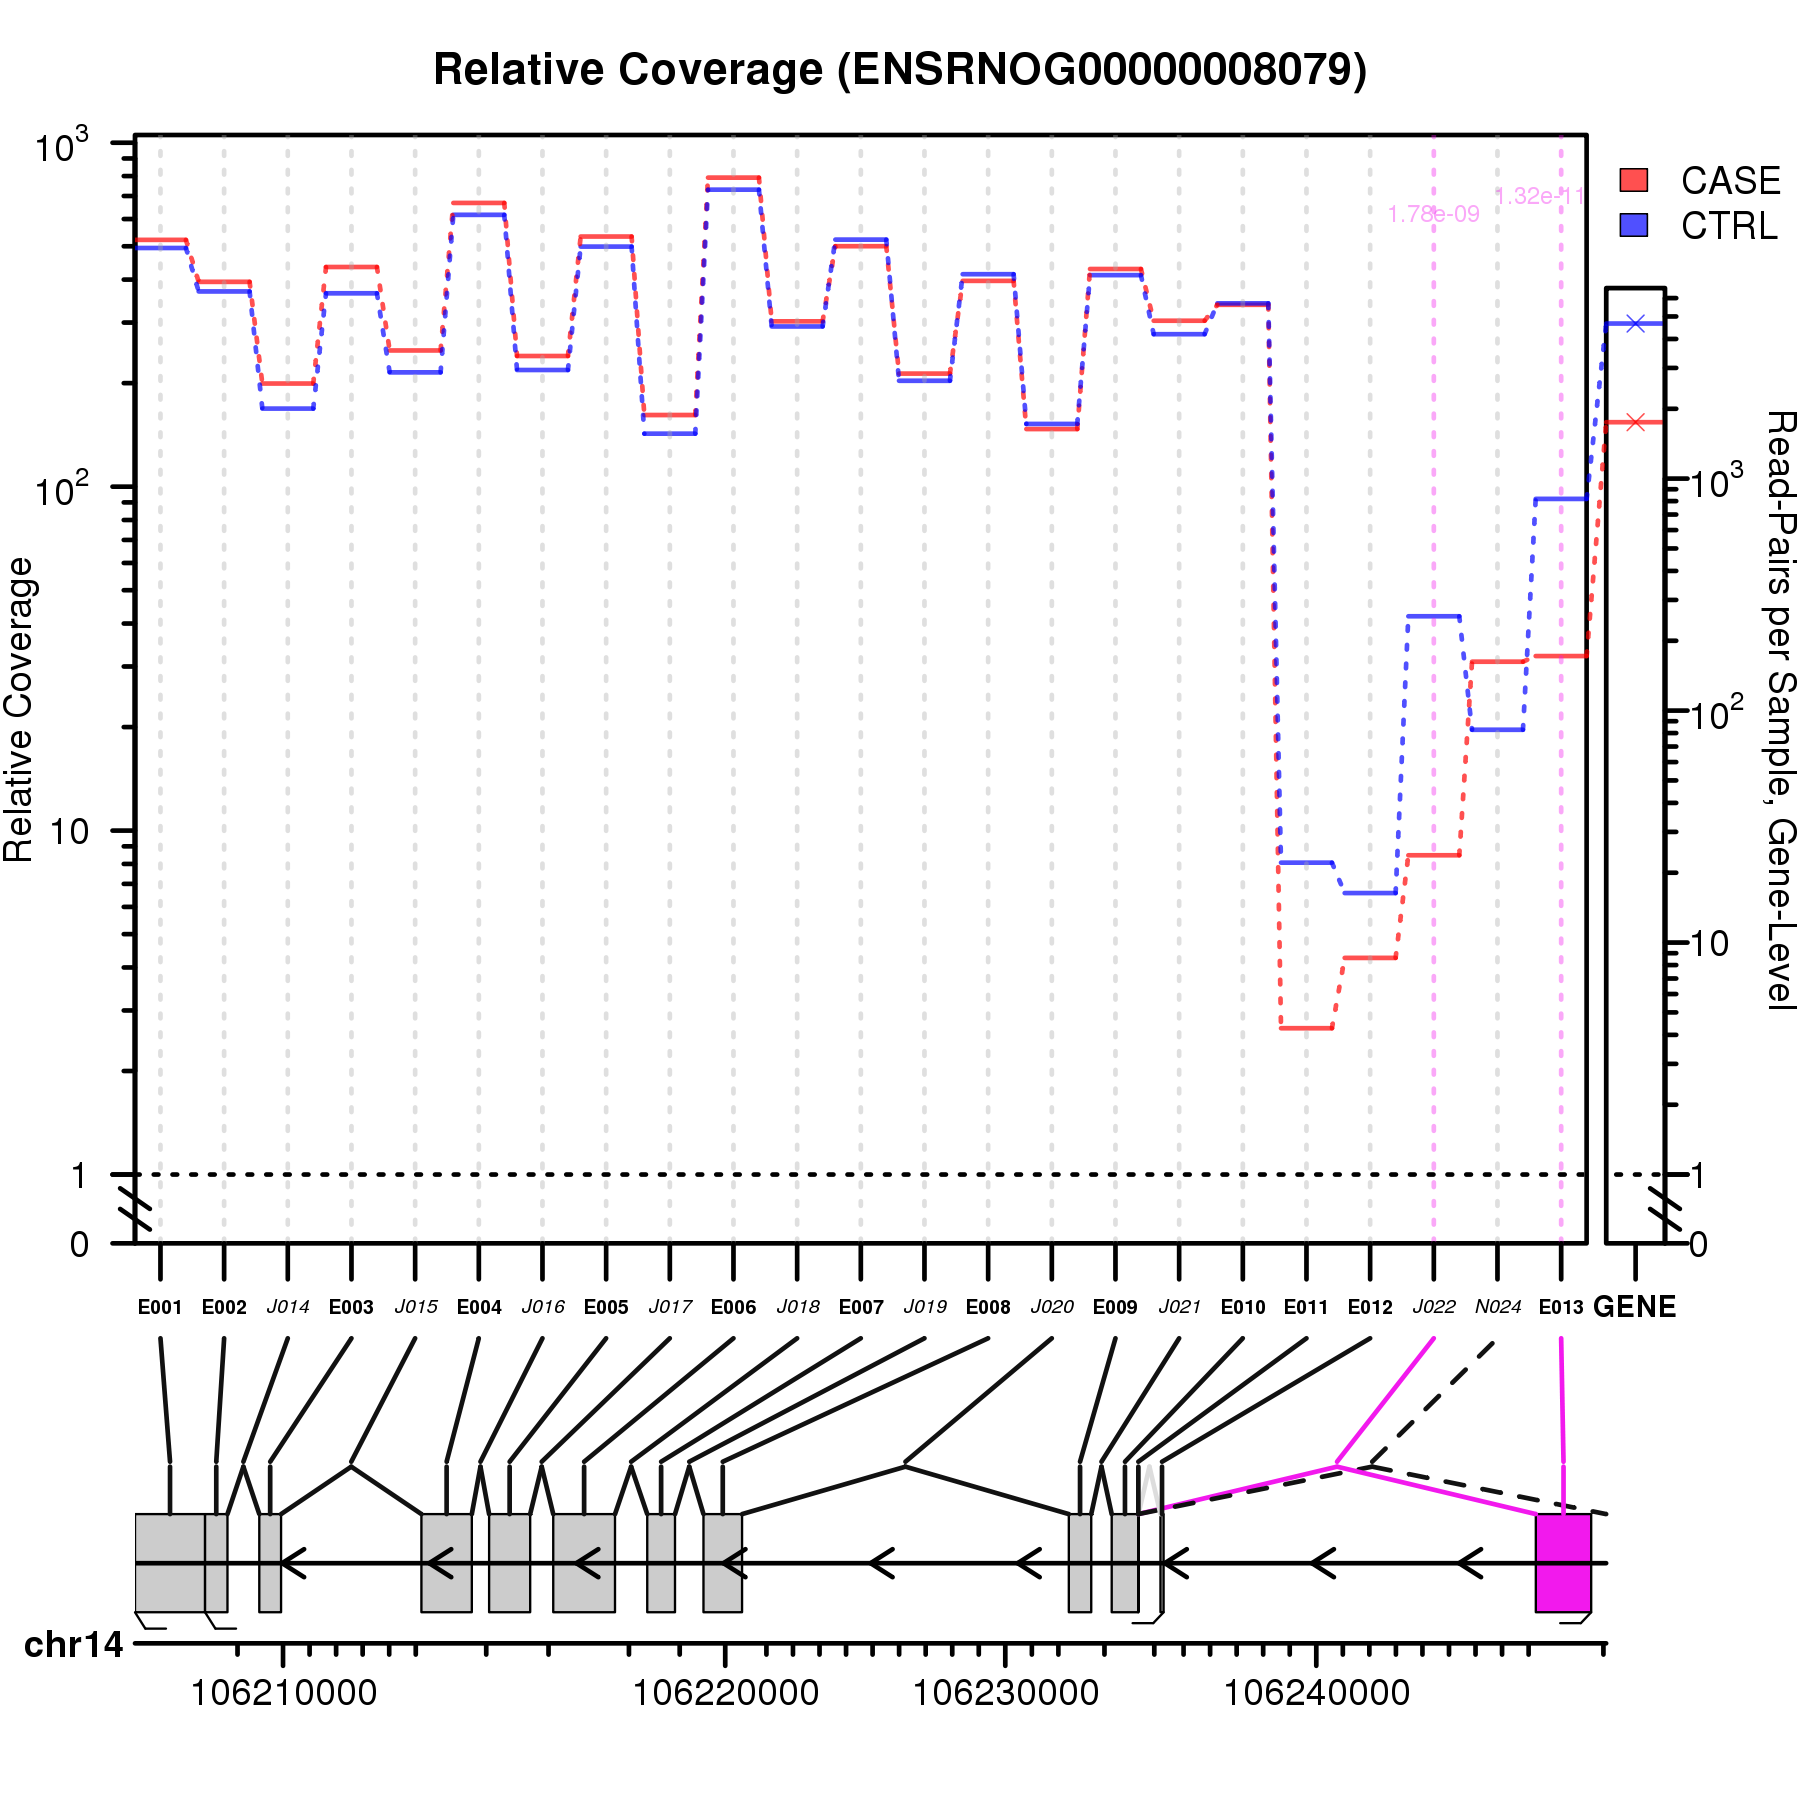 Relative Coverage (ENSRNOG00000008079)
10³
10²
10
1
0
Relative Coverage
1.78e-09
1.32e-11
CASE
CTRL
10³
10²
10
1
0
Read-Pairs per Sample, Gene-Level
E001 E002 J014 E003 J015 E004 J016 E005 J017 E006 J018 E007 J019 E008 J020 E009 J021 E010 E011 E012 J022 N024 E013 GENE
chr14
106210000 106220000 106230000 106240000